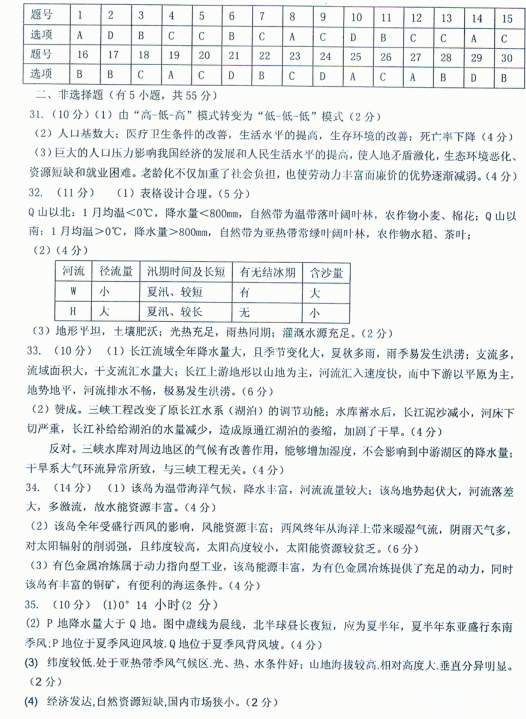 题号 1 2 3 4 5 6 7 8 9 10 11 12 13 14 15
选项 A D B C C B C A C D B C C A C
题号 16 17 18 19 20 21 22 23 24 25 26 27 28 29 30
选项 B B C A C D B C D A C A B D B
二、非选择题（有5小题，共55分）
31.（10分）（1）由“高-低-高”模式转变为“低-低-低”模式（2分）
（2）人口基数大；医疗卫生条件的改善，生活水平的提高，生存环境的改善；死亡率下降（4分）
（3）巨大的人口压力影响我国经济的发展和人民生活水平的提高，使人地矛盾激化，生态环境恶化、
资源短缺和就业困难。老龄化不仅加重了社会负担，也使劳动力丰富而廉价的优势逐渐减弱。（4分）
32.（11分） （1）表格设计合理。（5分）
Q山以北：1月均温<0℃，降水量<800mm，自然带为温带落叶阔叶林，农作物小麦、棉花；Q山以
南：1月均温>0℃，降水量>800mm，自然带为亚热带常绿阔叶林，农作物水稻、茶叶；
（2）（4分）
河流 径流量 汛期时间及长短 有无结冰期 含沙量
W 小 夏汛、较短 有 大
H 大 夏汛、较长 无 小
（3）地形平坦，土壤肥沃；光热充足，雨热同期；灌溉水源充足。（2分）
33.（10分）（1）长江流域全年降水量大，且季节变化大，夏秋多雨，雨季易发生洪涝；支流多，
流域面积大，干支流汇水量大；长江上游地形以山地为主，河流汇入速度快，而中下游以平原为主，
地势地平，河流排水不畅，极易发生洪涝。（6分）
（2）赞成。三峡工程改变了原长江水系（湖泊）的调节功能；水库蓄水后，长江泥沙减小，河床下
切严重，长江补给给湖泊的水量减少，造成原通江湖泊的萎缩，加剧了干旱。（4分）
反对。三峡水库对周边地区的气候有改善作用，能够增加湿度，不会影响到中游湖区的降水量；
干旱系大气环流异常所致，与三峡工程无关。（4分）
34.（14分）（1）该岛为温带海洋气候，降水丰富，河流流量较大；该岛地势起伏大，河流落差
大，多激流，故水能资源丰富。（4分）
（2）该岛全年受盛行西风的影响，风能资源丰富；西风终年从海洋上带来暖湿气流，阴雨天气多，
对太阳辐射的削弱强，且纬度较高，太阳高度较小，太阳能资源较贫乏。（6分）
（3）有色金属冶炼属于动力指向型工业，该岛能源丰富，为有色金属冶炼提供了充足的动力，同时
该岛有丰富的铜矿，有便利的海运条件。（4分）
35.（10分）(1)0° 14 小时(2 分）
(2) P地降水量大于Q地。图中虚线为晨线，北半球昼长夜短，应为夏半年，夏半年东亚盛行东南
季风；P地位于夏季风迎风坡.Q地位于夏季风背风坡。（4分）
(3) 纬度较低.处于亚热带季风气候区.光、热、水条件好；山地海拔较高.相对高度大.垂直分异明显。
（2分）
(4) 经济发达,自然资源短缺,国内市场狭小。（2分）